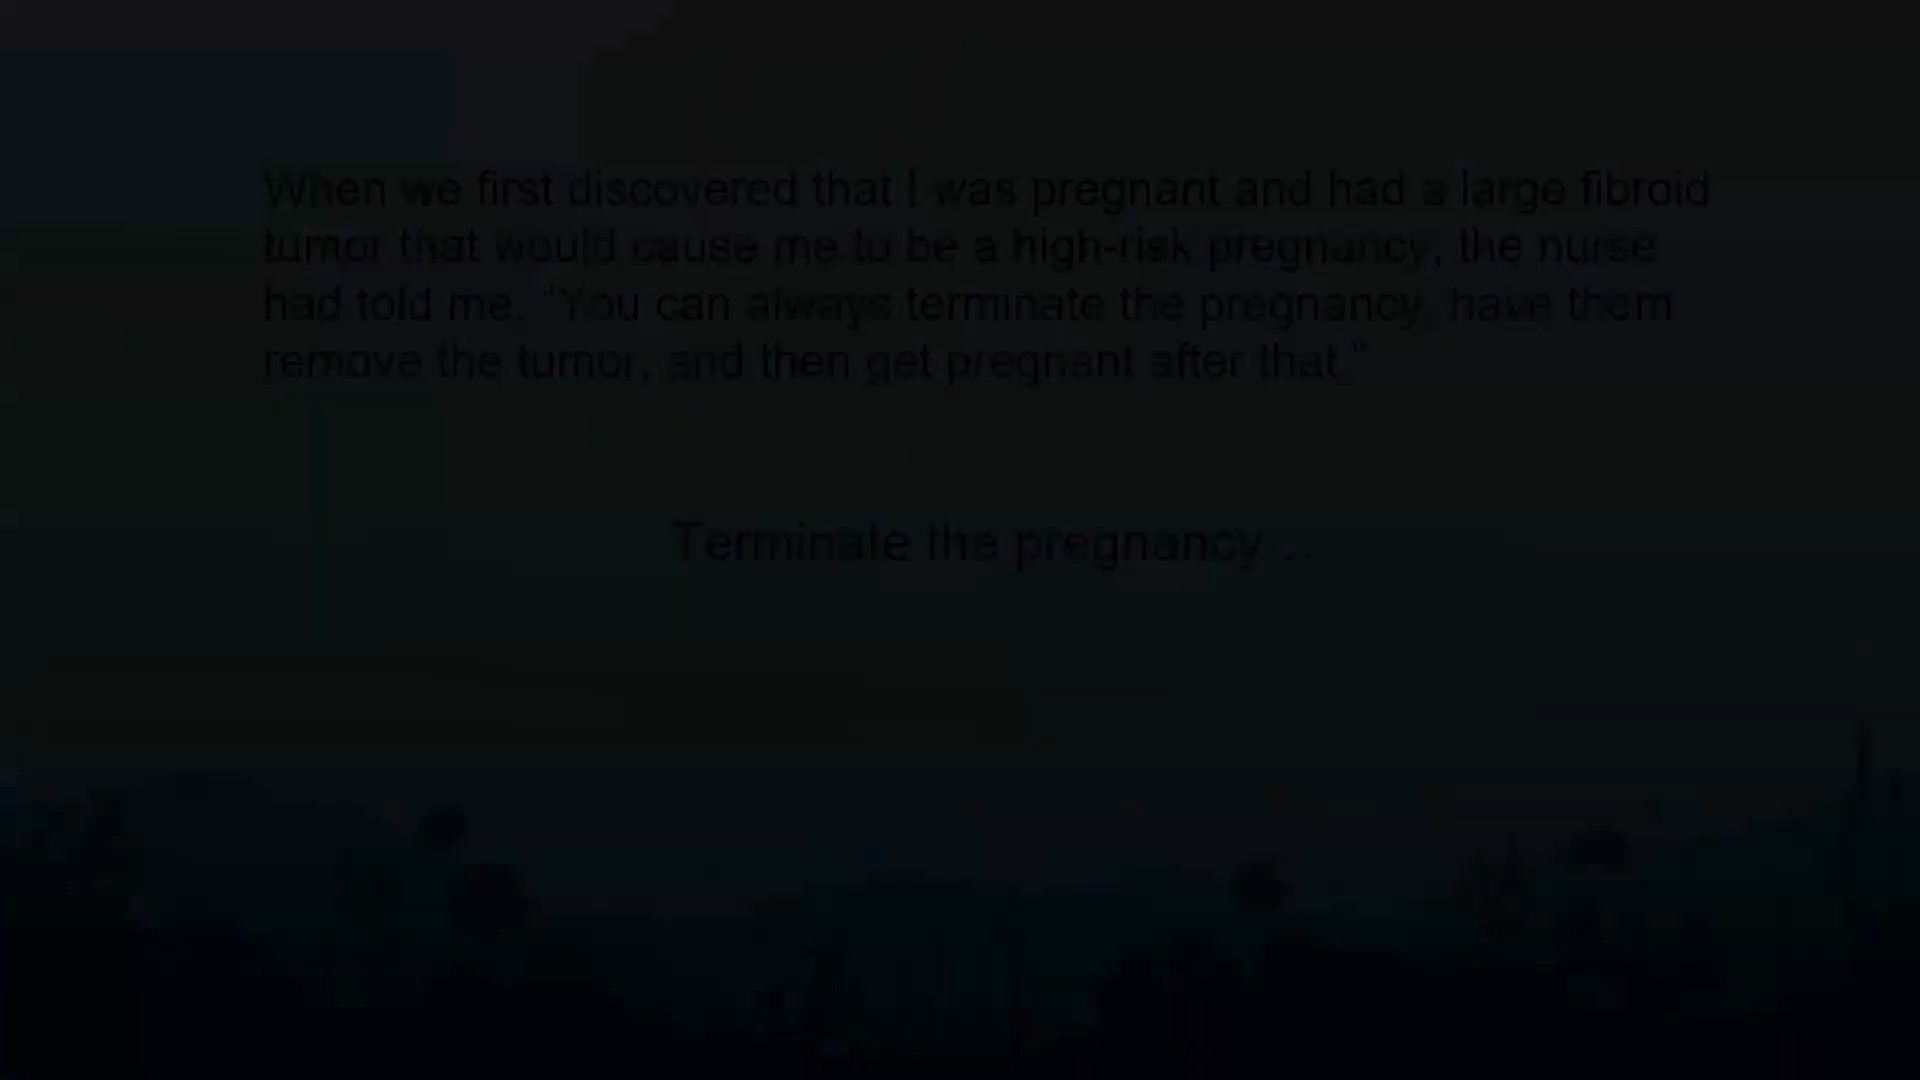 When we first discovered that I was pregnant and had a large fibroid
tumor that would cause me to be a high-risk pregnancy, the nurse
had told me, “You can always terminate the pregnancy, have them
remove the tumor, and then get pregnant after that.”
Terminate the pregnancy ...